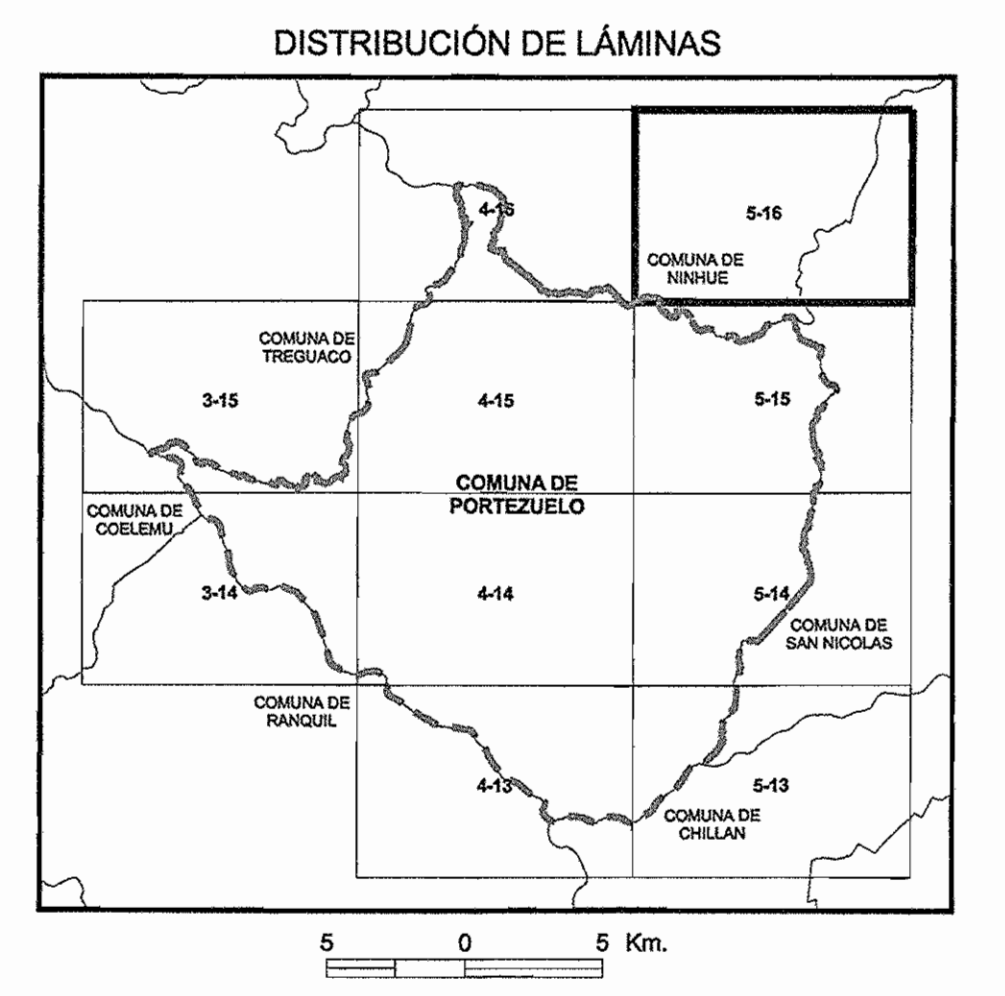 DISTRIBUCIÓN DE LÁMINAS
4-16
5-16
COMUNA DE
NINHUE
COMUNA DE
TREGUACO
3-15
4-15
5-15
COMUNA DE
PORTEZUELO
COMUNA DE
COELEMU
3-14
4-14
5-14
COMUNA DE
SAN NICOLAS
COMUNA DE
RANQUIL
4-13
5-13
COMUNA DE
CHILLAN
5 0 5 Km.